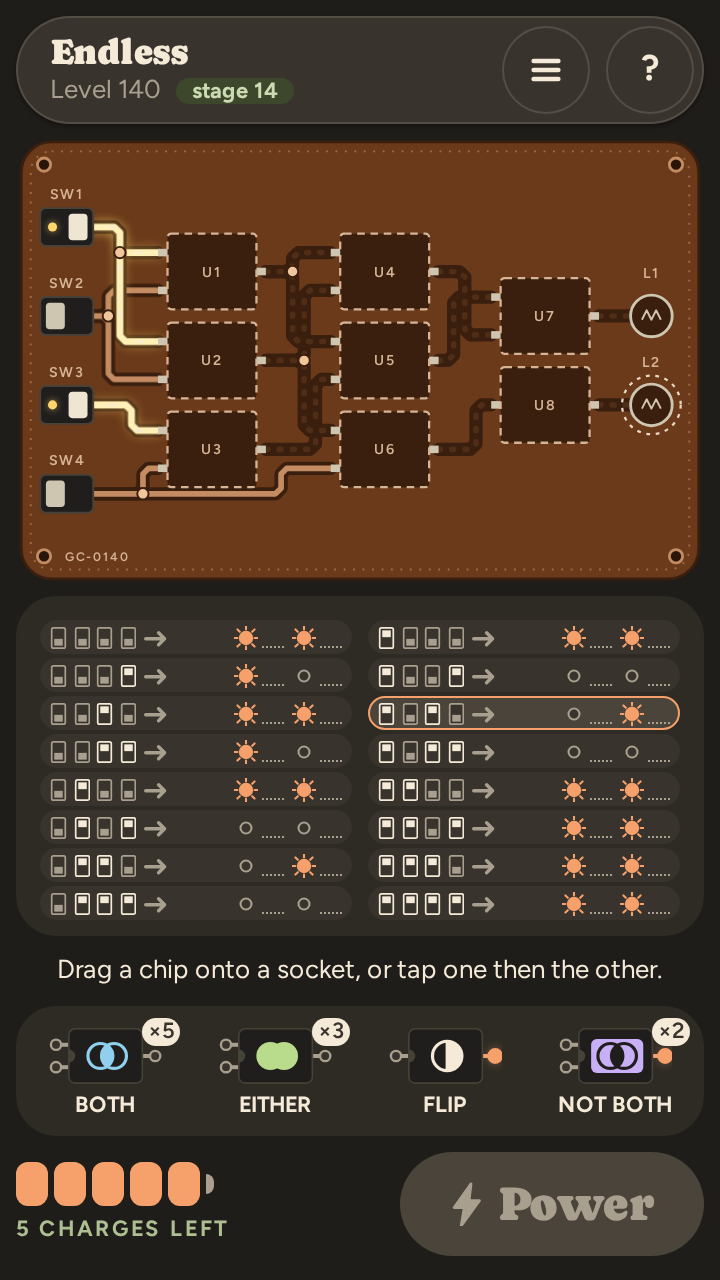 Endless
Level 140 stage 14
?
SW1
SW2
SW3
SW4
U1
U2
U3
U4
U5
U6
U7
U8
L1
L2
GC-0140
Drag a chip onto a socket, or tap one then the other.
×5
BOTH
×3
EITHER
FLIP
×2
NOT BOTH
5 CHARGES LEFT
Power